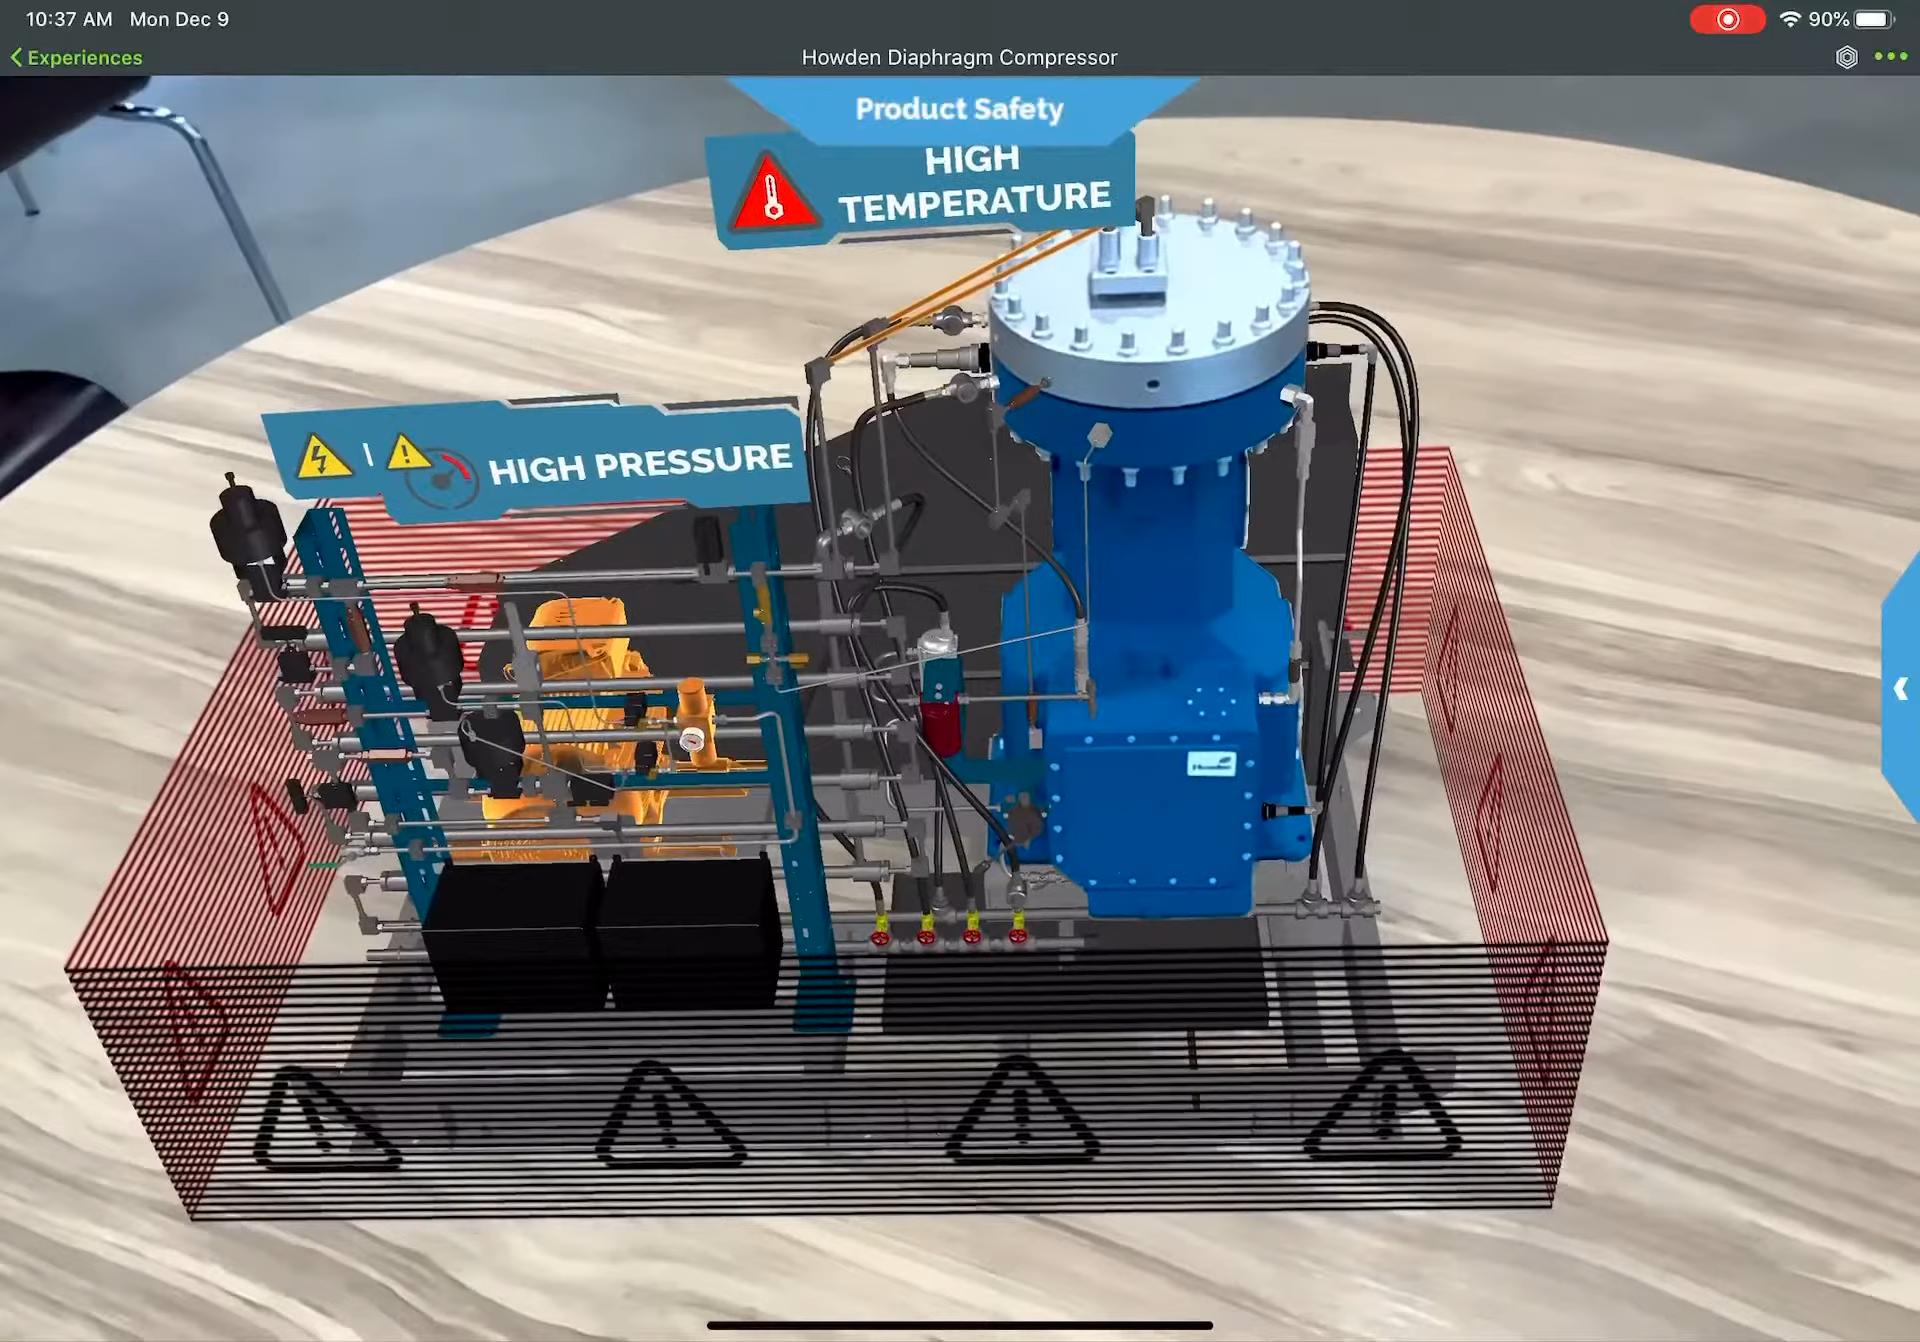 10:37 AM Mon Dec 9
90%
Experiences
Howden Diaphragm Compressor
Product Safety
HIGH
TEMPERATURE
HIGH PRESSURE